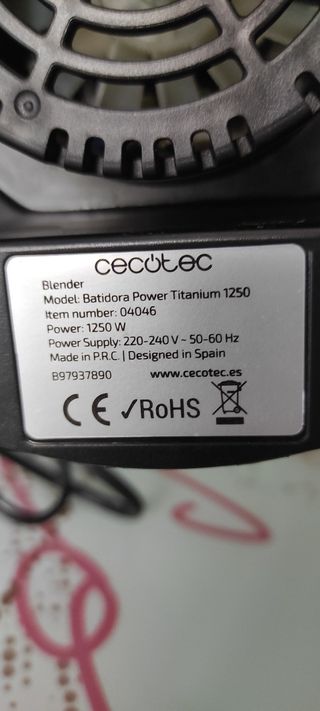 cecotec
Blender
Model: Batidora Power Titanium 1250
Item number: 04046
Power: 1250 W
Power Supply: 220-240 V ~ 50-60 Hz
Made in P.R.C. | Designed in Spain
B97937890 www.cecotec.es
CE ✓RoHS